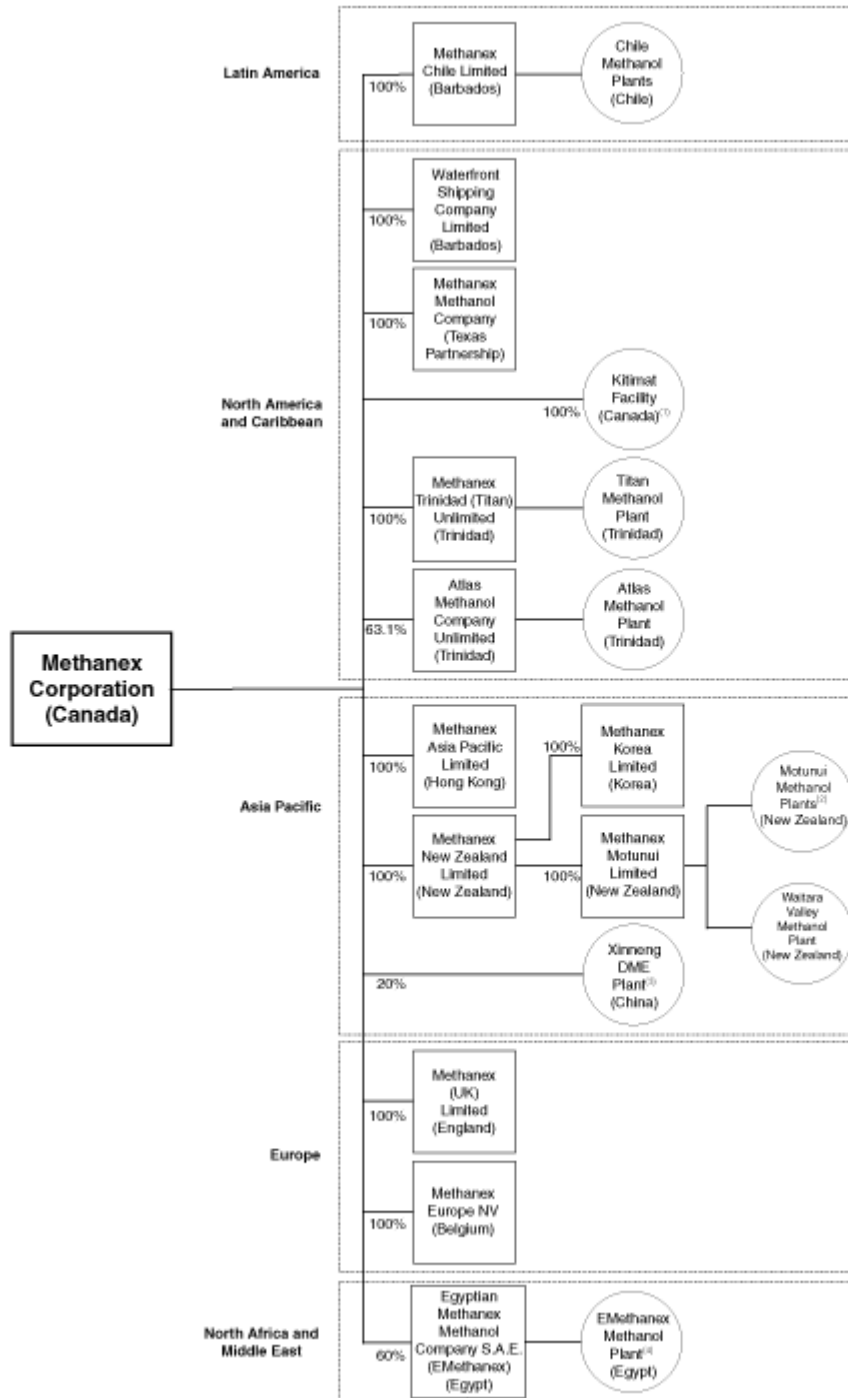 Latin America
100%
Methanex
Chile Limited
(Barbados)
Chile
Methanol
Plants
(Chile)
North America
and Caribbean
100%
Waterfront
Shipping
Company
Limited
(Barbados)
100%
Methanex
Methanol
Company
(Texas
Partnership)
100%
Kitimat
Facility
(Canada)(1)
100%
Methanex
Trinidad (Titan)
Unlimited
(Trinidad)
Titan
Methanol
Plant
(Trinidad)
63.1%
Atlas
Methanol
Company
Unlimited
(Trinidad)
Atlas
Methanol
Plant
(Trinidad)
Methanex
Corporation
(Canada)
Asia Pacific
100%
Methanex
Asia Pacific
Limited
(Hong Kong)
100%
Methanex
Korea
Limited
(Korea)
100%
Methanex
New Zealand
Limited
(New Zealand)
100%
Methanex
Motunui
Limited
(New Zealand)
Motunui
Methanol
Plants(2)
(New Zealand)
Waitara
Valley
Methanol
Plant
(New Zealand)
20%
Xinneng
DME
Plant(3)
(China)
Europe
100%
Methanex
(UK)
Limited
(England)
100%
Methanex
Europe NV
(Belgium)
North Africa and
Middle East
60%
Egyptian
Methanex
Methanol
Company S.A.E.
(EMethanex)
(Egypt)
EMethanex
Methanol
Plant(4)
(Egypt)